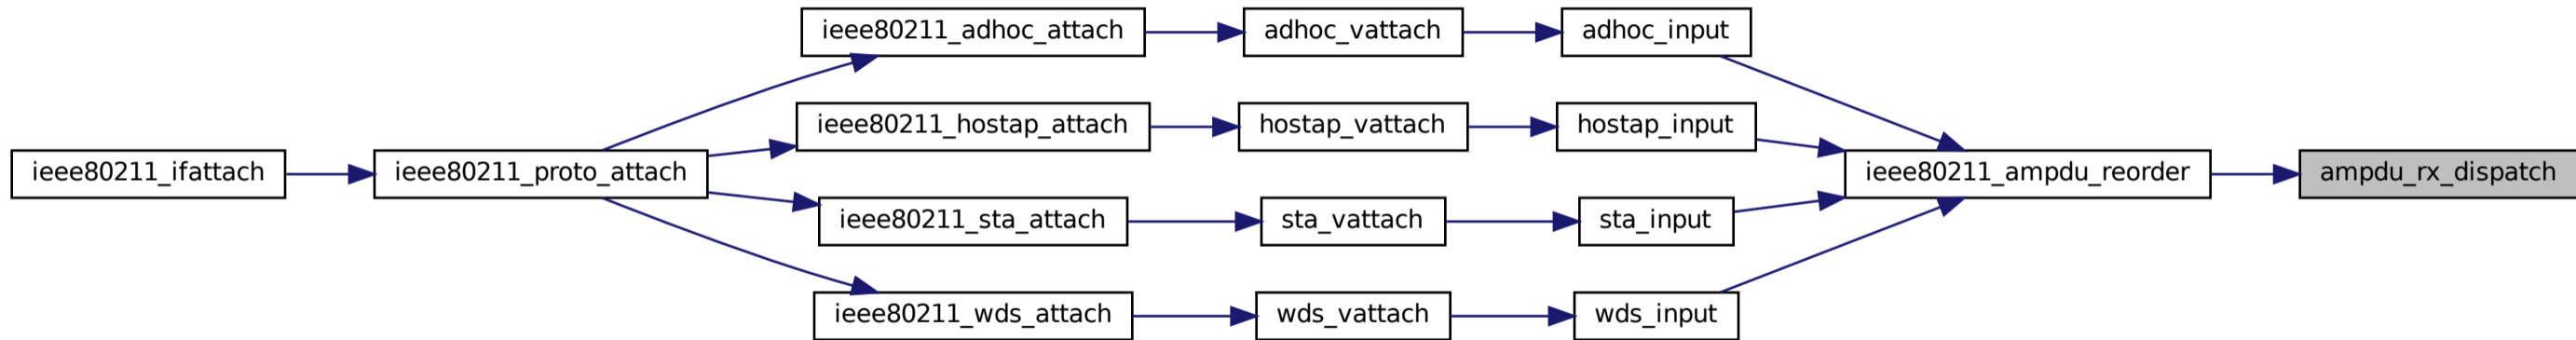 ieee80211_adhoc_attach
adhoc_vattach
adhoc_input
ieee80211_hostap_attach
hostap_vattach
hostap_input
ieee80211_ifattach
ieee80211_proto_attach
ieee80211_ampdu_reorder
ampdu_rx_dispatch
ieee80211_sta_attach
sta_vattach
sta_input
ieee80211_wds_attach
wds_vattach
wds_input